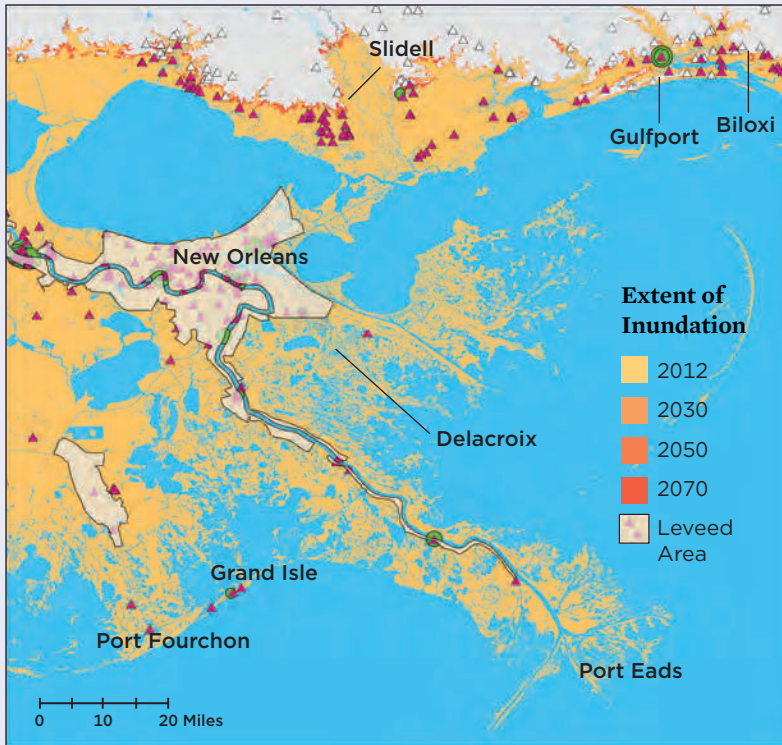 Slidell
Gulfport
Biloxi
New Orleans
Extent of
Inundation
2012
2030
2050
2070
Leveed
Area
Delacroix
Grand Isle
Port Fourchon
Port Eads
0 10 20 Miles